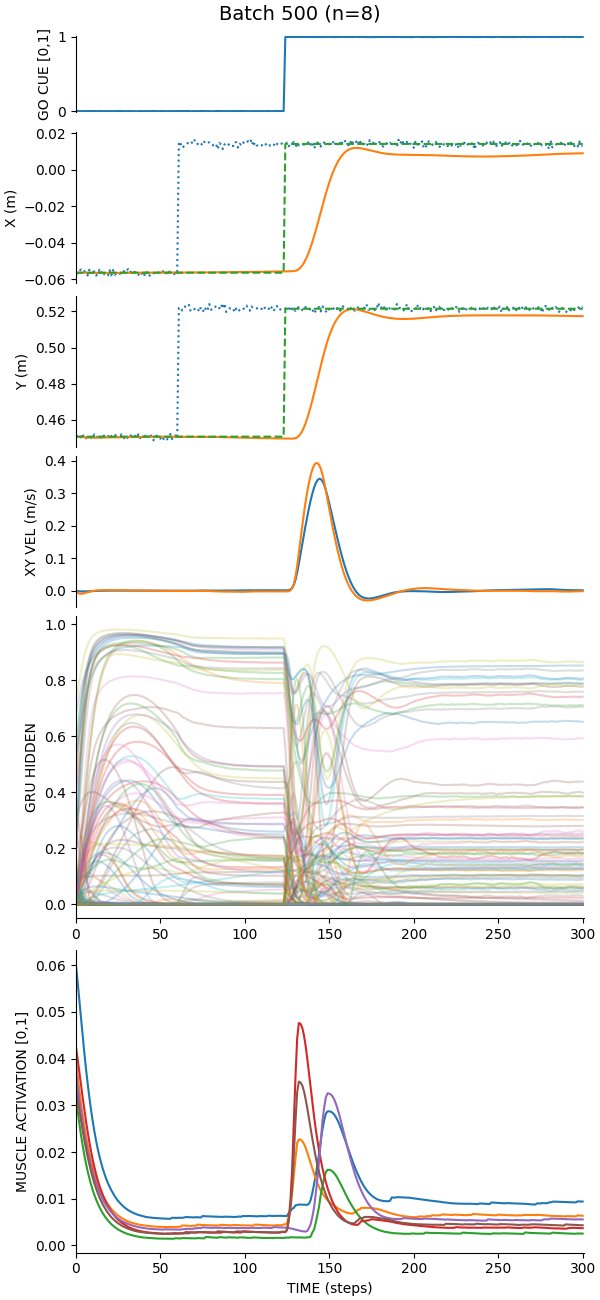 Batch 500 (n=8)
GO CUE [0,1]
1
0
X (m)
0.02
0.00
−0.02
−0.04
−0.06
Y (m)
0.52
0.50
0.48
0.46
XY VEL (m/s)
0.4
0.3
0.2
0.1
0.0
GRU HIDDEN
1.0
0.8
0.6
0.4
0.2
0.0
0 50 100 150 200 250 300
MUSCLE ACTIVATION [0,1]
0.06
0.05
0.04
0.03
0.02
0.01
0.00
0 50 100 150 200 250 300
TIME (steps)